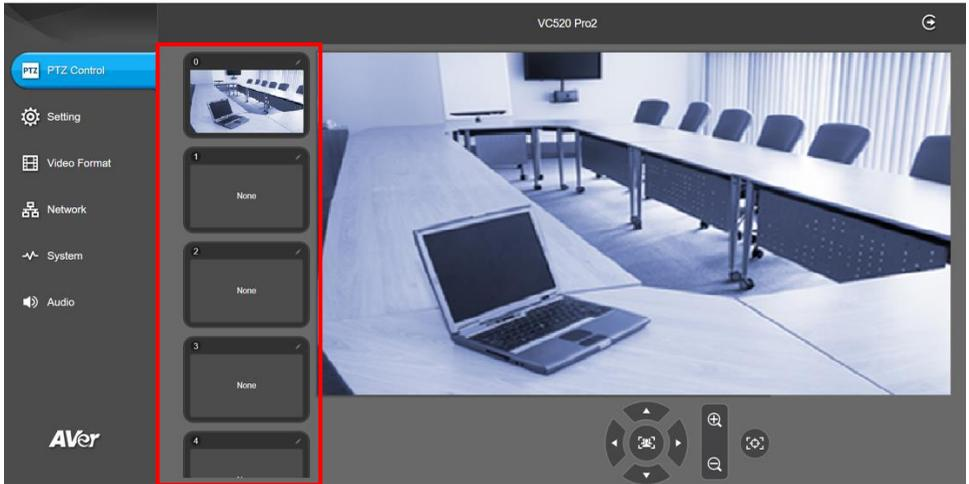 VC520 Pro2
PTZ PTZ Control
Setting
Video Format
Network
System
Audio
AVer
0
1
None
2
None
3
None
4